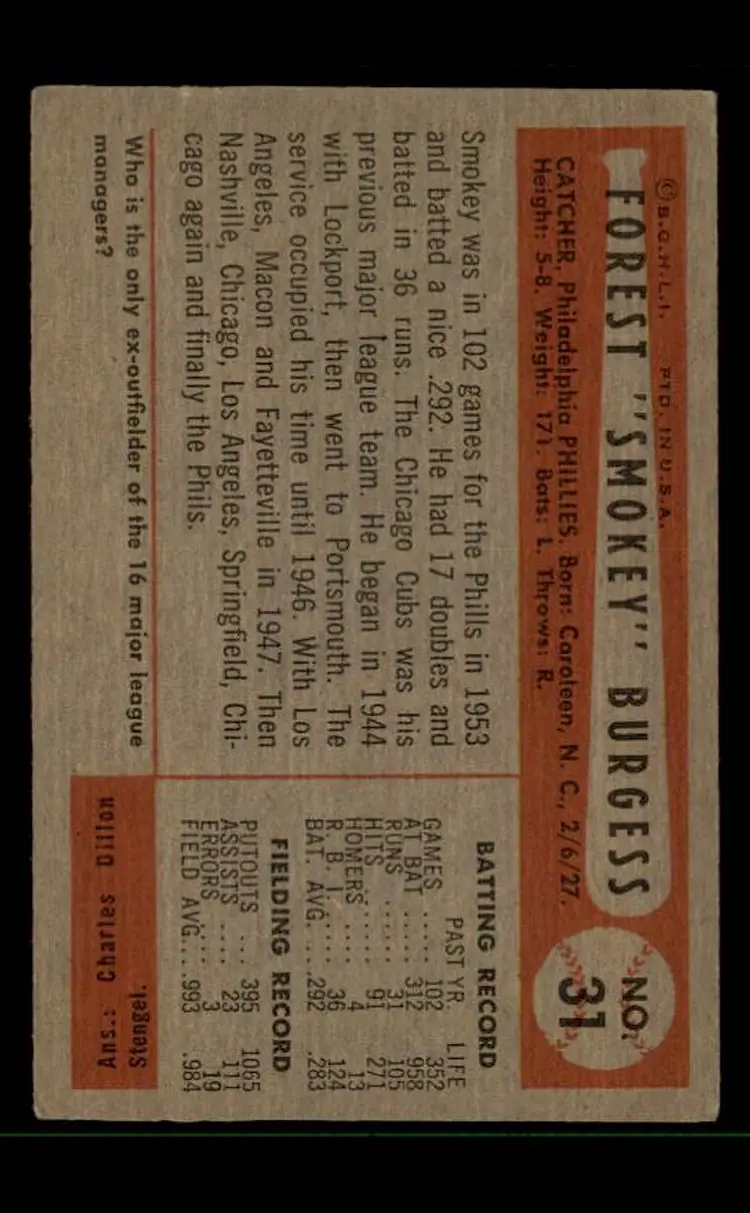 © B.G.H.L.I. PTD. IN U.S.A.
FOREST "SMOKEY" BURGESS
NO:
31
CATCHER, Philadelphia PHILLIES. Born: Caroleen, N. C., 2/6/27.
Height: 5-8. Weight: 171. Bats: L. Throws: R.
Smokey was in 102 games for the Phills in 1953
and batted a nice .292. He had 17 doubles and
batted in 36 runs. The Chicago Cubs was his
previous major league team. He began in 1944
with Lockport, then went to Portsmouth. The
service occupied his time until 1946. With Los
Angeles, Macon and Fayetteville in 1947. Then
Nashville, Chicago, Los Angeles, Springfield, Chi-
cago again and finally the Phils.
BATTING RECORD
PAST YR. LIFE
GAMES ..... 102 352
AT BAT ..... 312 958
RUNS ...... 31 105
HITS ...... 91 271
HOMERS ..... 4 13
R. B. I. .... 36 124
BAT. AVG. ...292 .283
FIELDING RECORD
PUTOUTS ... 395 1065
ASSISTS .... 23 111
ERRORS .... 3 19
FIELD AVG....993 .984
Who is the only ex-outfielder of the 16 major league
managers?
Ans.: Charles Dillon
Stengel.